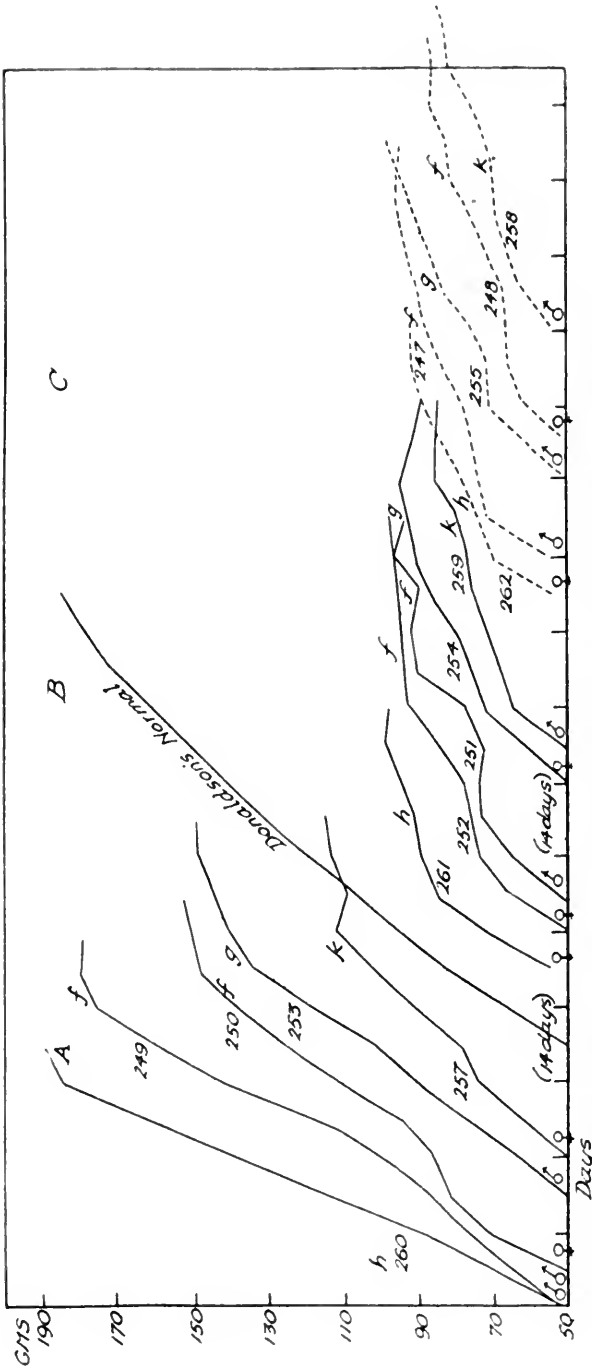 GMS
190
170
150
130
110
90
70
50
A
B
C
h
260
249
f
250
f
253
g
257
k
Donaldson's Normal
261
h
252
f
251
f
g
254
259
k
h
262
247
f
255
g
248
f
258
k
(14 days)
(14 days)
Days